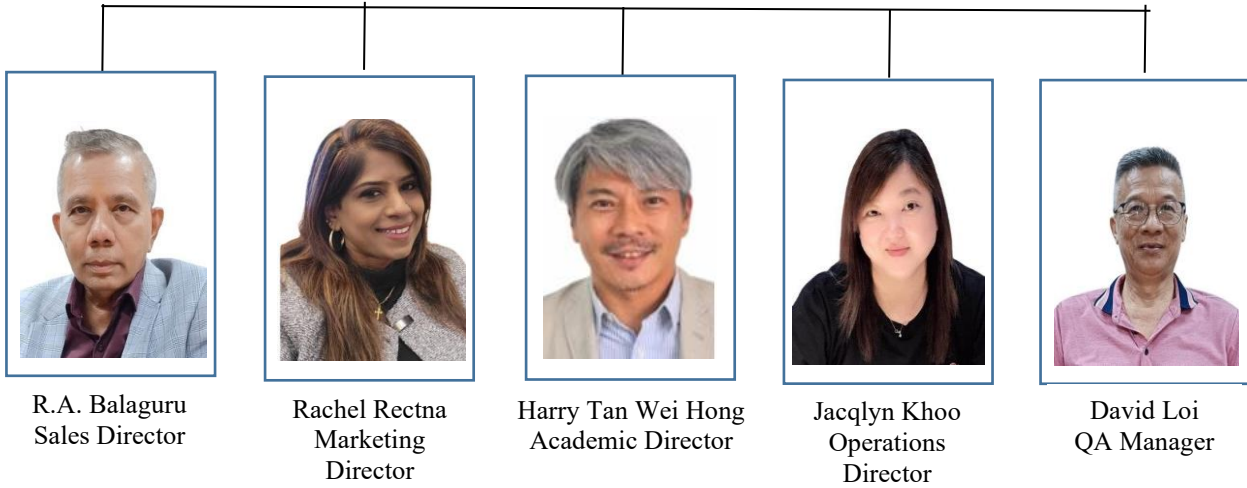 R.A. Balaguru
Sales Director
Rachel Rectna
Marketing
Director
Harry Tan Wei Hong
Academic Director
Jacqlyn Khoo
Operations
Director
David Loi
QA Manager